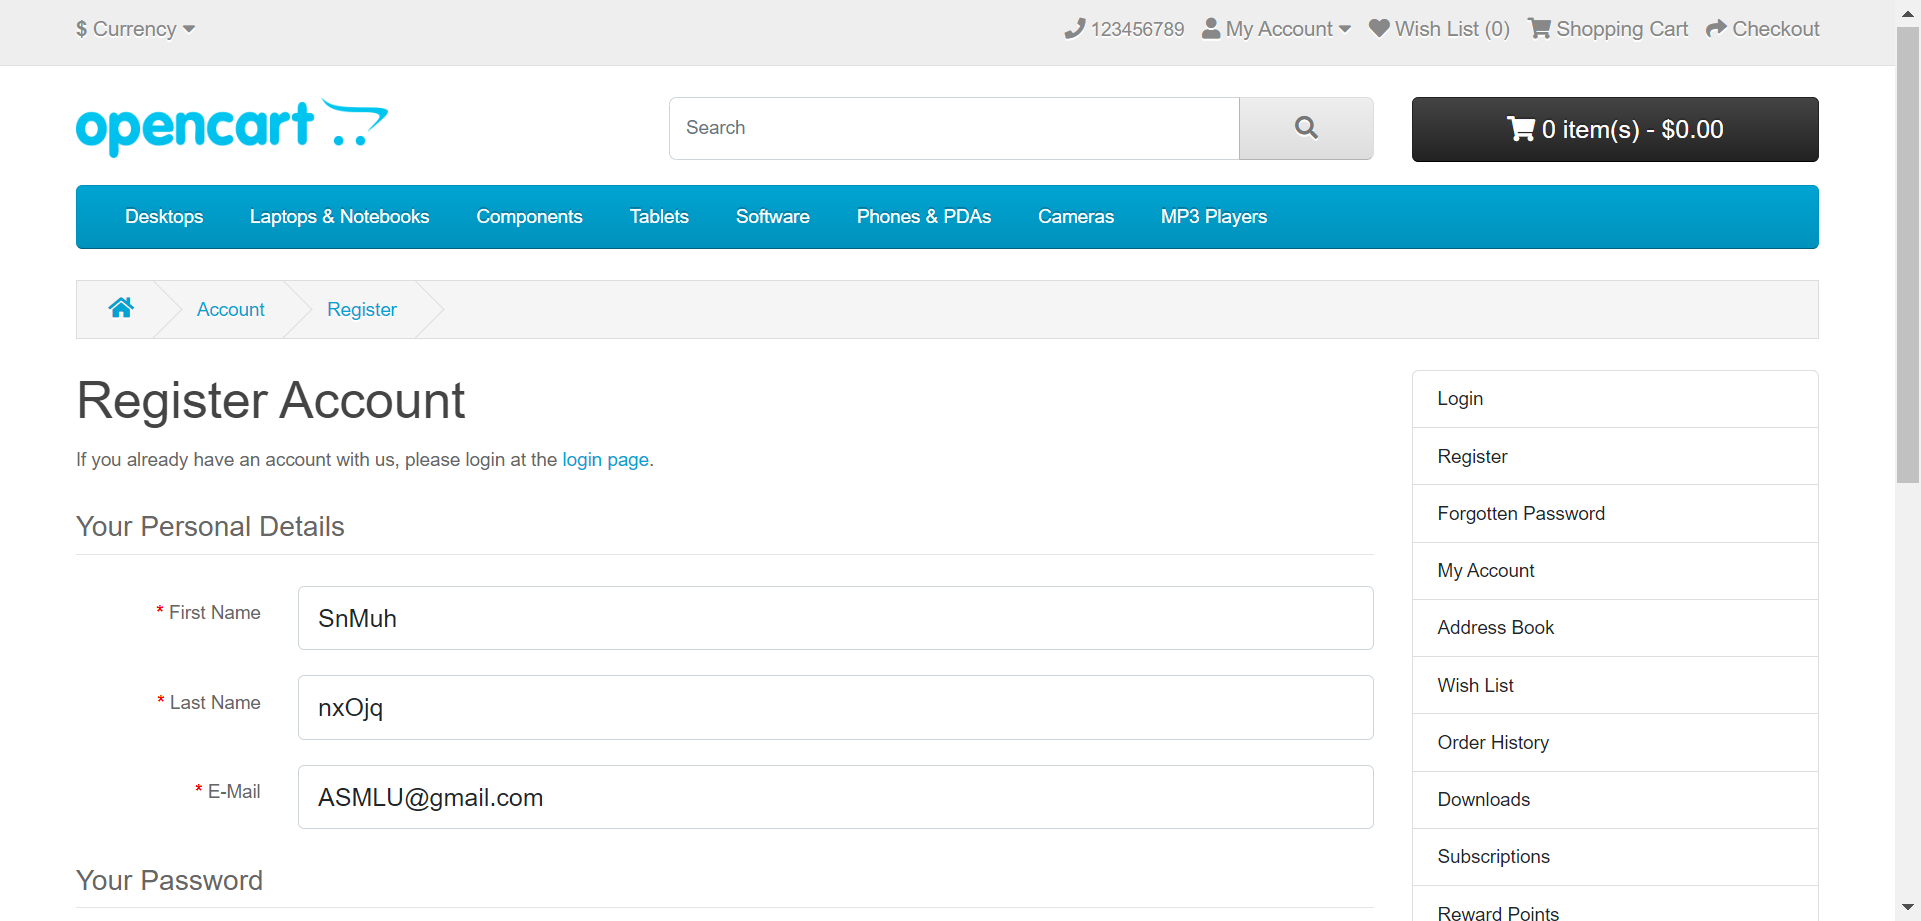 $ Currency
123456789 My Account Wish List (0) Shopping Cart Checkout
opencart
Search
0 item(s) - $0.00
Desktops Laptops & Notebooks Components Tablets Software Phones & PDAs Cameras MP3 Players
Account Register
Register Account
If you already have an account with us, please login at the login page.
Your Personal Details
* First Name SnMuh
* Last Name nxOjq
* E-Mail ASMLU@gmail.com
Your Password
Login
Register
Forgotten Password
My Account
Address Book
Wish List
Order History
Downloads
Subscriptions
Reward Points